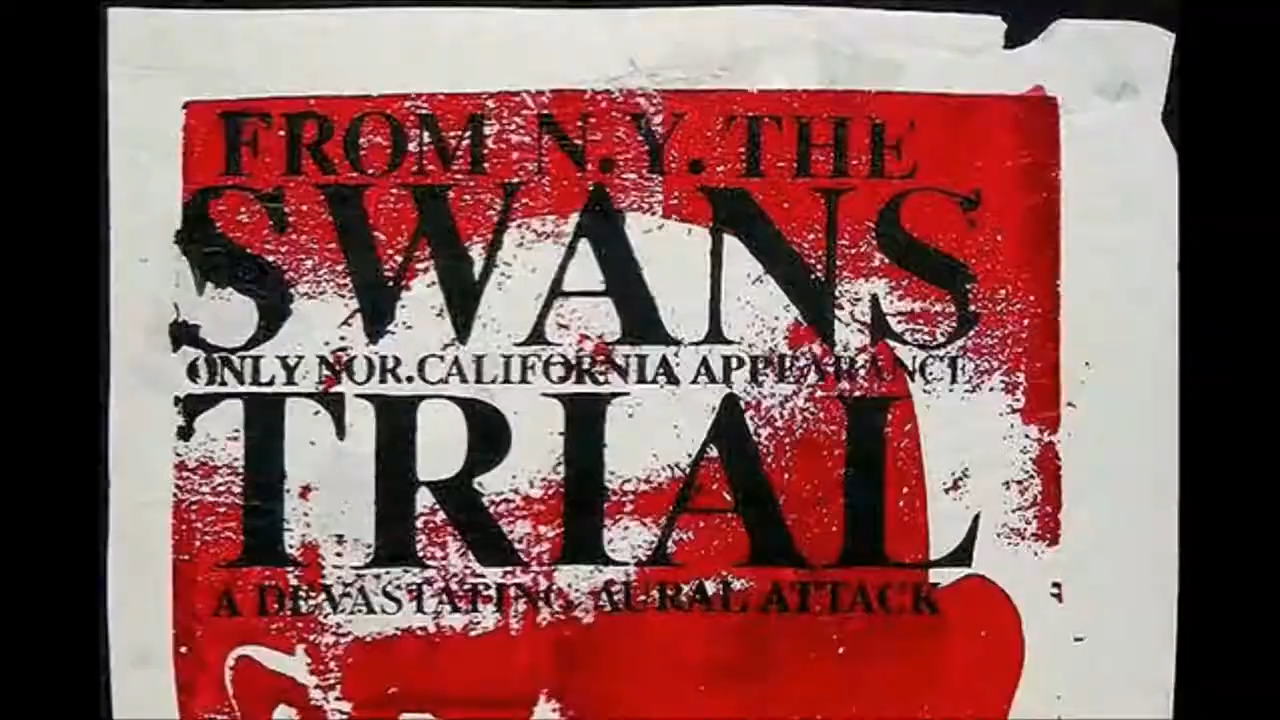 FROM N.Y. THE
SWANS
ONLY NOR.CALIFORNIA APPEARANCE
TRIAL
A DEVASTATING AURAL ATTACK